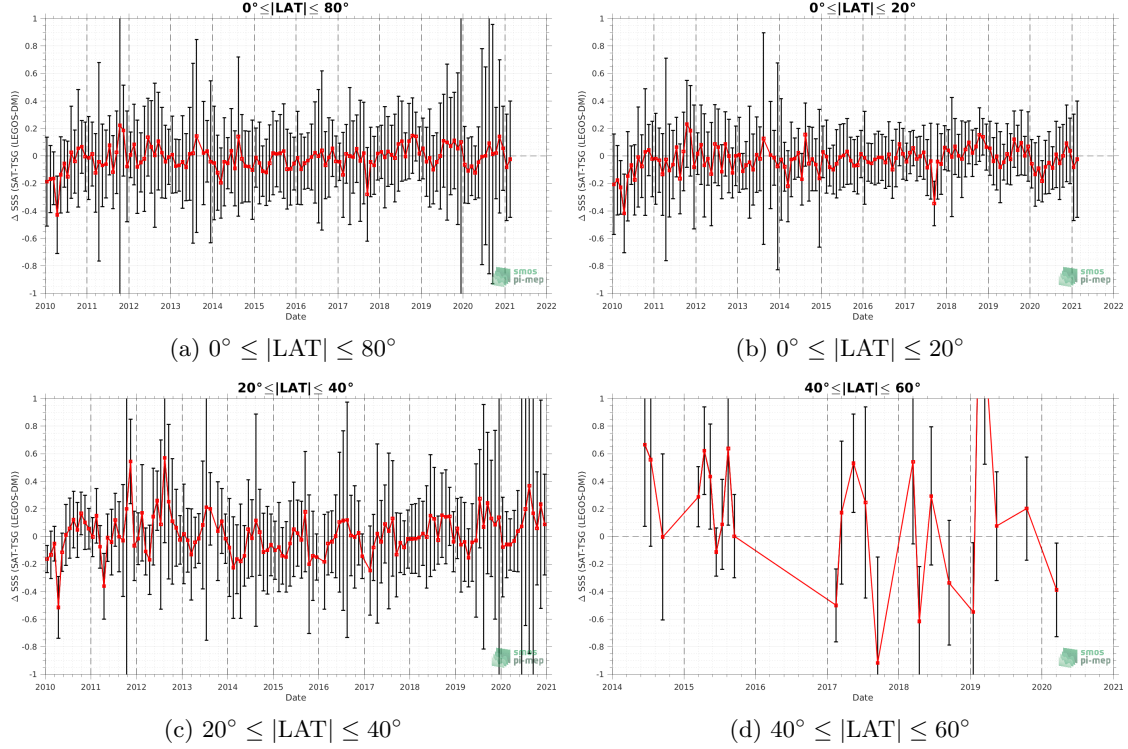 0°≤|LAT|≤ 80°
Δ SSS (SAT-TSG (LEGOS-DM))
1
0.8
0.6
0.4
0.2
0
-0.2
-0.4
-0.6
-0.8
-1
2010 2011 2012 2013 2014 2015 2016 2017 2018 2019 2020 2021 2022
Date
smos
pi-mep
(a) 0° ≤ |LAT| ≤ 80°
0°≤|LAT|≤ 20°
Δ SSS (SAT-TSG (LEGOS-DM))
1
0.8
0.6
0.4
0.2
0
-0.2
-0.4
-0.6
-0.8
-1
2010 2011 2012 2013 2014 2015 2016 2017 2018 2019 2020 2021 2022
Date
smos
pi-mep
(b) 0° ≤ |LAT| ≤ 20°
20°≤|LAT|≤ 40°
Δ SSS (SAT-TSG (LEGOS-DM))
1
0.8
0.6
0.4
0.2
0
-0.2
-0.4
-0.6
-0.8
-1
2010 2011 2012 2013 2014 2015 2016 2017 2018 2019 2020 2021
Date
smos
pi-mep
(c) 20° ≤ |LAT| ≤ 40°
40°≤|LAT|≤ 60°
Δ SSS (SAT-TSG (LEGOS-DM))
1
0.8
0.6
0.4
0.2
0
-0.2
-0.4
-0.6
-0.8
-1
2014 2015 2016 2017 2018 2019 2020 2021
Date
smos
pi-mep
(d) 40° ≤ |LAT| ≤ 60°